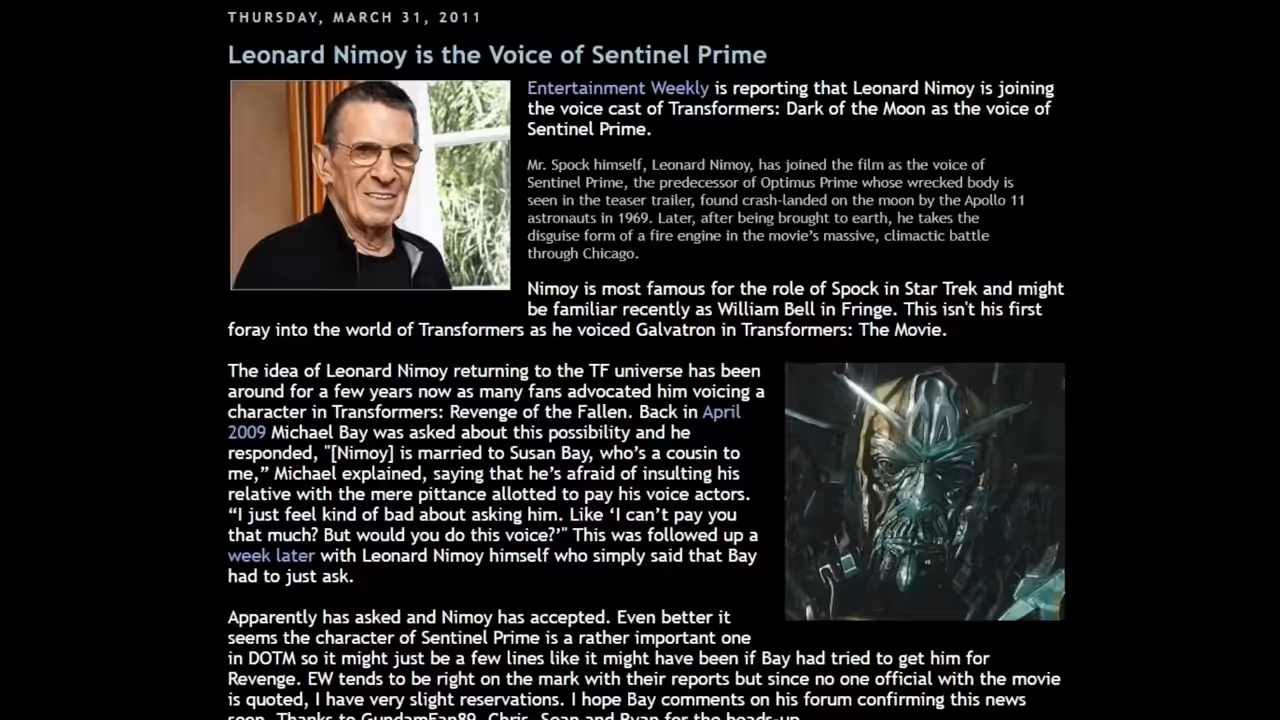 THURSDAY, MARCH 31, 2011
Leonard Nimoy is the Voice of Sentinel Prime
Entertainment Weekly is reporting that Leonard Nimoy is joining
the voice cast of Transformers: Dark of the Moon as the voice of
Sentinel Prime.
Mr. Spock himself, Leonard Nimoy, has joined the film as the voice of
Sentinel Prime, the predecessor of Optimus Prime whose wrecked body is
seen in the teaser trailer, found crash-landed on the moon by the Apollo 11
astronauts in 1969. Later, after being brought to earth, he takes the
disguise form of a fire engine in the movie’s massive, climactic battle
through Chicago.
Nimoy is most famous for the role of Spock in Star Trek and might
be familiar recently as William Bell in Fringe. This isn't his first
foray into the world of Transformers as he voiced Galvatron in Transformers: The Movie.
The idea of Leonard Nimoy returning to the TF universe has been
around for a few years now as many fans advocated him voicing a
character in Transformers: Revenge of the Fallen. Back in April
2009 Michael Bay was asked about this possibility and he
responded, "[Nimoy] is married to Susan Bay, who’s a cousin to
me,” Michael explained, saying that he’s afraid of insulting his
relative with the mere pittance allotted to pay his voice actors.
“I just feel kind of bad about asking him. Like ‘I can’t pay you
that much? But would you do this voice?’" This was followed up a
week later with Leonard Nimoy himself who simply said that Bay
had to just ask.
Apparently has asked and Nimoy has accepted. Even better it
seems the character of Sentinel Prime is a rather important one
in DOTM so it might just be a few lines like it might have been if Bay had tried to get him for
Revenge. EW tends to be right on the mark with their reports but since no one official with the movie
is quoted, I have very slight reservations. I hope Bay comments on his forum confirming this news
soon. Thanks to GundamFan89, Chris, Sean and Ryan for the heads-up.